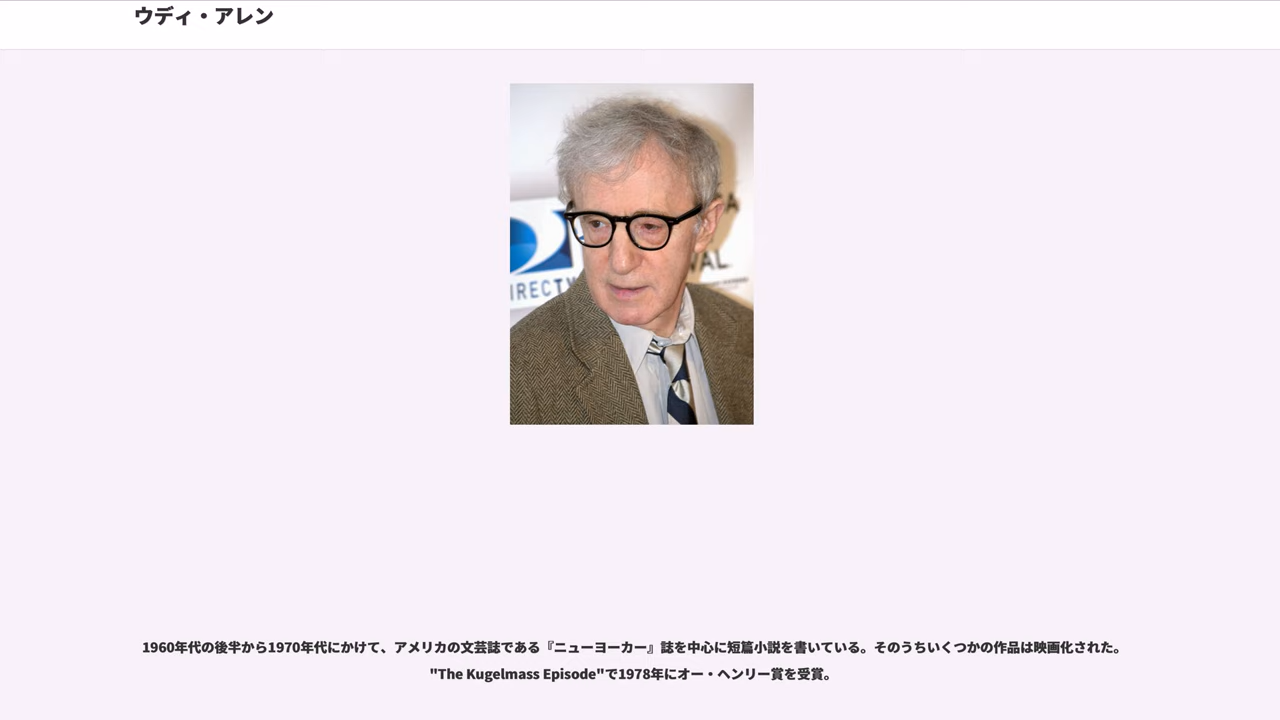 ウディ・アレン
IRECTV
VAL
1960年代の後半から1970年代にかけて、アメリカの文芸誌である『ニューヨーカー』誌を中心に短篇小説を書いている。そのうちいくつかの作品は映画化された。
"The Kugelmass Episode"で1978年にオー・ヘンリー賞を受賞。